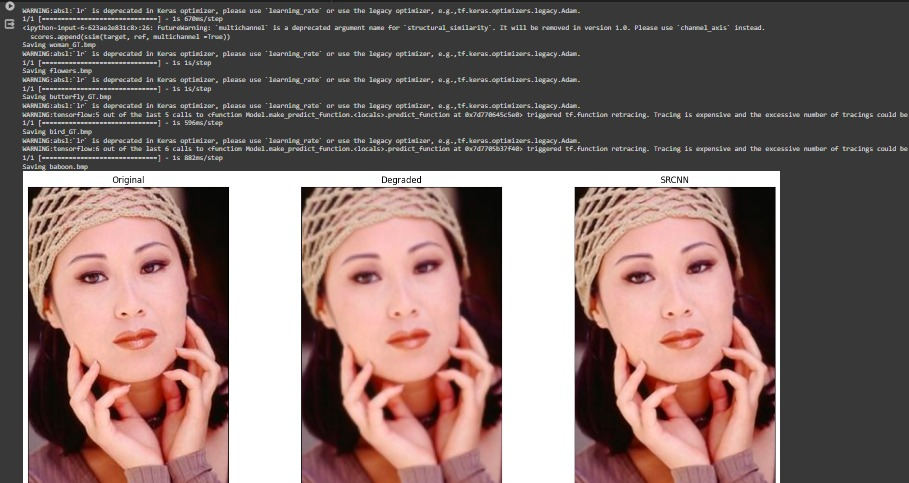 WARNING:absl:`lr` is deprecated in Keras optimizer, please use `learning_rate` or use the legacy optimizer, e.g.,tf.keras.optimizers.legacy.Adam.
1/1 [==============================] - 1s 670ms/step
<ipython-input-6-623ae2e831c8>:26: FutureWarning: `multichannel` is a deprecated argument name for `structural_similarity`. It will be removed in version 1.0. Please use `channel_axis` instead.
scores.append(ssim(target, ref, multichannel =True))
Saving woman_GT.bmp
WARNING:absl:`lr` is deprecated in Keras optimizer, please use `learning_rate` or use the legacy optimizer, e.g.,tf.keras.optimizers.legacy.Adam.
1/1 [==============================] - 1s 1s/step
Saving flowers.bmp
WARNING:absl:`lr` is deprecated in Keras optimizer, please use `learning_rate` or use the legacy optimizer, e.g.,tf.keras.optimizers.legacy.Adam.
1/1 [==============================] - 1s 1s/step
Saving butterfly_GT.bmp
WARNING:absl:`lr` is deprecated in Keras optimizer, please use `learning_rate` or use the legacy optimizer, e.g.,tf.keras.optimizers.legacy.Adam.
WARNING:tensorflow:5 out of the last 5 calls to <function Model.make_predict_function.<locals>.predict_function at 0x7d770645c5e0> triggered tf.function retracing. Tracing is expensive and the excessive number of tracings could be
1/1 [==============================] - 1s 596ms/step
Saving bird_GT.bmp
WARNING:absl:`lr` is deprecated in Keras optimizer, please use `learning_rate` or use the legacy optimizer, e.g.,tf.keras.optimizers.legacy.Adam.
WARNING:tensorflow:6 out of the last 6 calls to <function Model.make_predict_function.<locals>.predict_function at 0x7d7705b37f40> triggered tf.function retracing. Tracing is expensive and the excessive number of tracings could be
1/1 [==============================] - 1s 882ms/step
Saving baboon.bmp
Original Degraded SRCNN